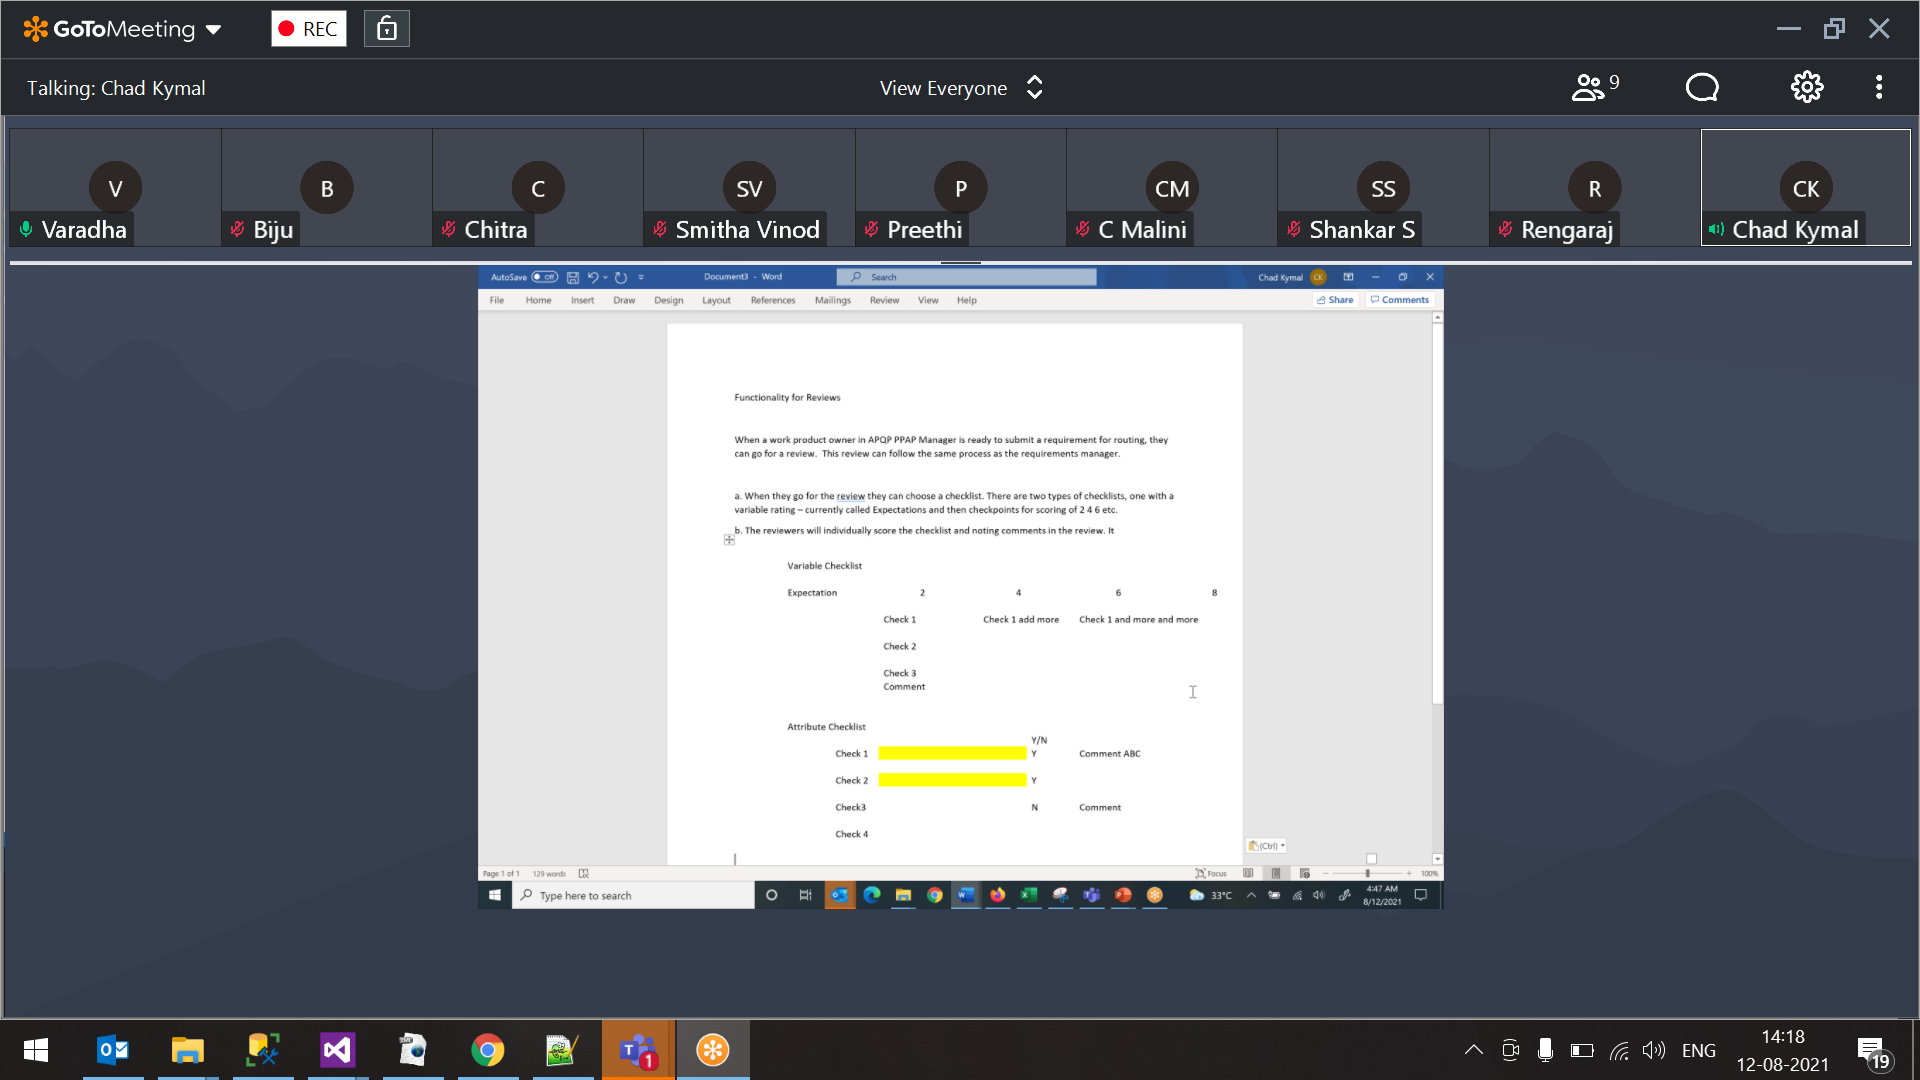 GoToMeeting
REC
Talking: Chad Kymal
View Everyone
9
V
B
C
SV
P
CM
SS
R
CK
Varadha
Biju
Chitra
Smitha Vinod
Preethi
C Malini
Shankar S
Rengaraj
Chad Kymal
AutoSave Off
Document3 - Word
Search
Chad Kymal
CK
File Home Insert Draw Design Layout References Mailings Review View Help
Share
Comments
Functionality for Reviews
When a work product owner in APQP PPAP Manager is ready to submit a requirement for routing, they
can go for a review. This review can follow the same process as the requirements manager.
a. When they go for the review they can choose a checklist. There are two types of checklists, one with a
variable rating – currently called Expectations and then checkpoints for scoring of 2 4 6 etc.
b. The reviewers will individually score the checklist and noting comments in the review. It
Variable Checklist
Expectation 2 4 6 8
Check 1 Check 1 add more Check 1 and more and more
Check 2
Check 3
Comment
Attribute Checklist
Y/N
Check 1 Y Comment ABC
Check 2 Y
Check3 N Comment
Check 4
(Ctrl)
Page 1 of 1 129 words
Focus
100%
Type here to search
33°C
4:47 AM
8/12/2021
1
ENG
14:18
12-08-2021
19